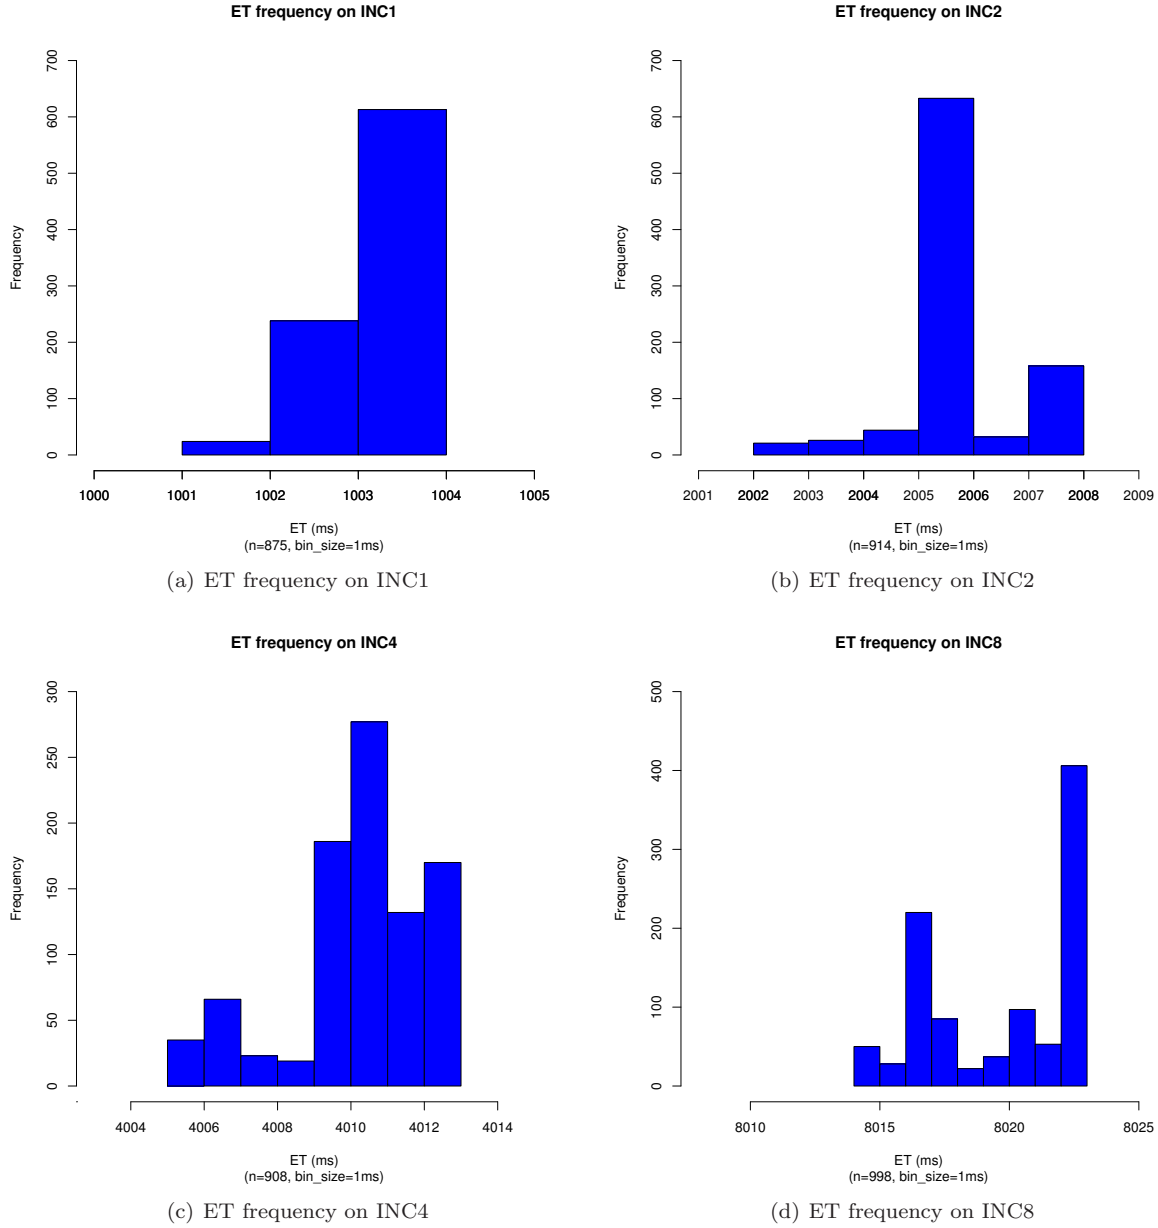 ET frequency on INC1
700
600
500
400
300
200
100
0
Frequency
1000 1001 1002 1003 1004 1005
ET (ms)
(n=875, bin_size=1ms)
(a) ET frequency on INC1
ET frequency on INC2
700
600
500
400
300
200
100
0
Frequency
2001 2002 2003 2004 2005 2006 2007 2008 2009
ET (ms)
(n=914, bin_size=1ms)
(b) ET frequency on INC2
ET frequency on INC4
300
250
200
150
100
50
0
Frequency
4004 4006 4008 4010 4012 4014
ET (ms)
(n=908, bin_size=1ms)
(c) ET frequency on INC4
ET frequency on INC8
500
400
300
200
100
0
Frequency
8010 8015 8020 8025
ET (ms)
(n=998, bin_size=1ms)
(d) ET frequency on INC8